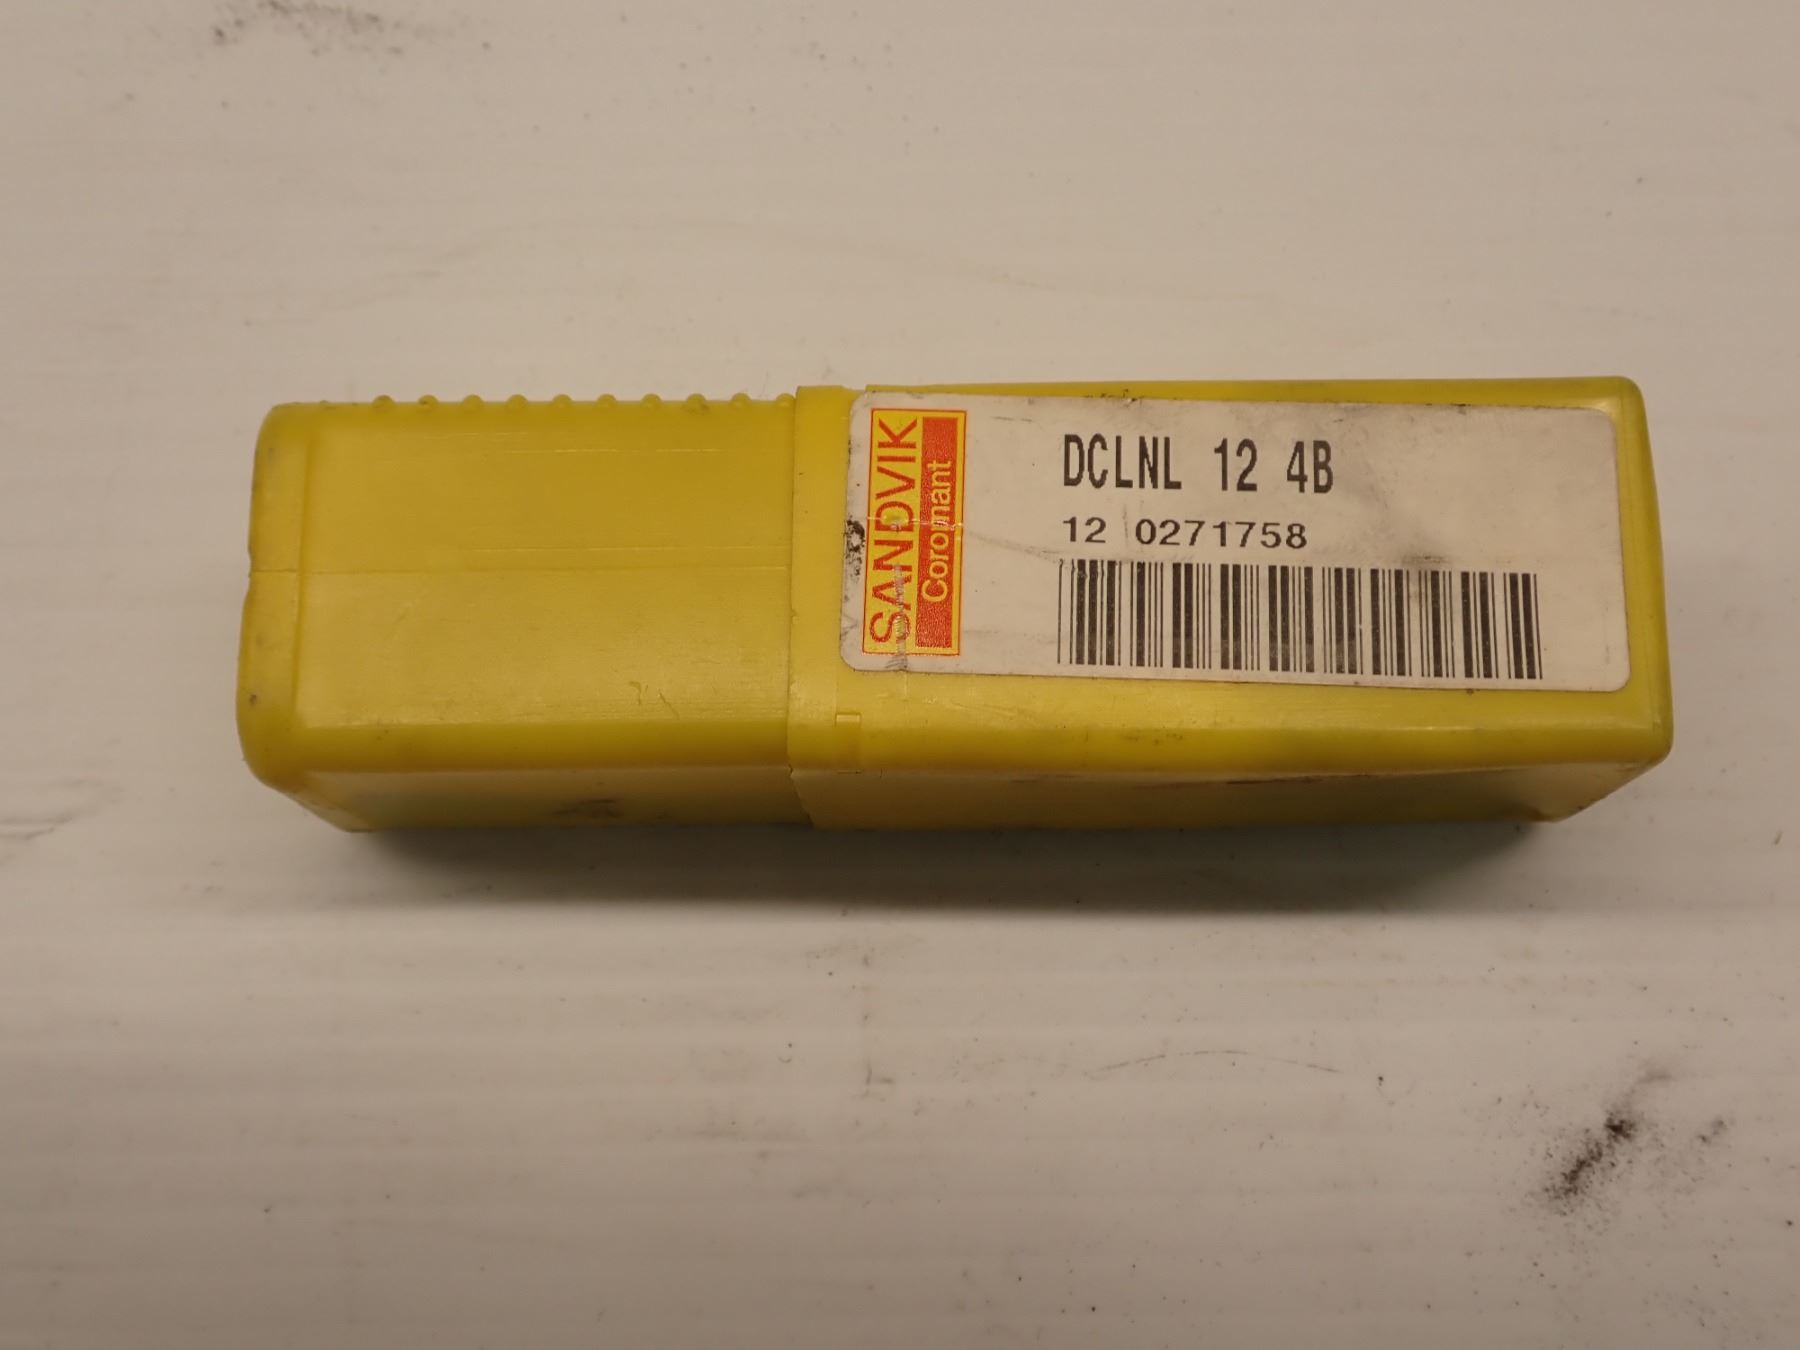 SANDVIK
Coromant
DCLNL 12 4B
12 0271758